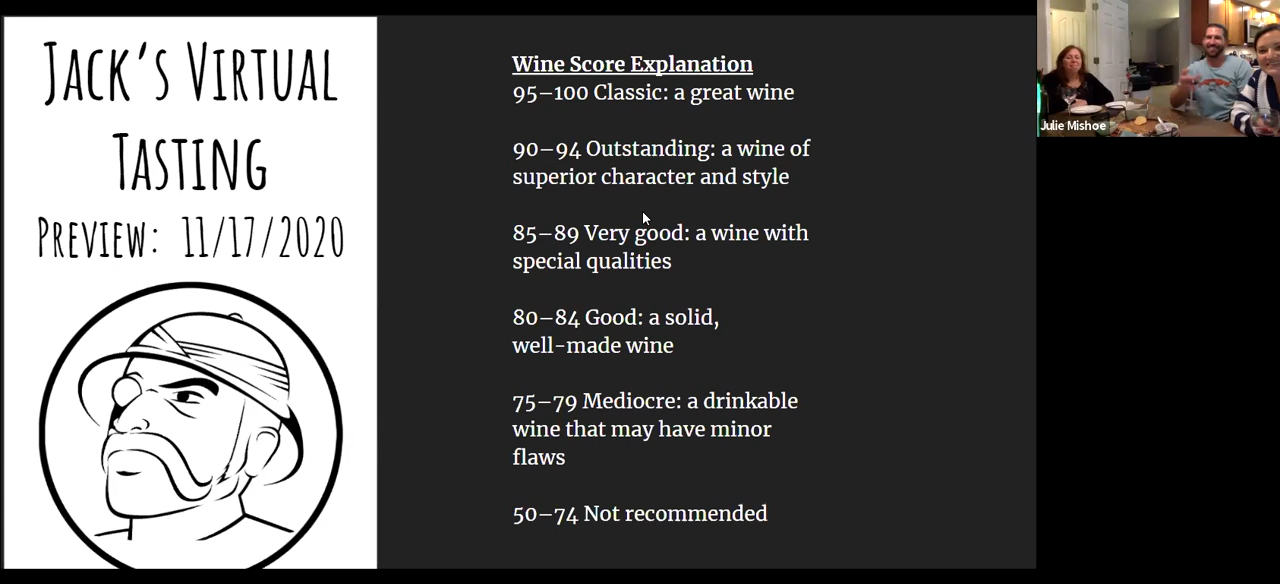 Jack's Virtual
Tasting
Preview: 11/17/2020
Wine Score Explanation
95–100 Classic: a great wine
90–94 Outstanding: a wine of
superior character and style
85–89 Very good: a wine with
special qualities
80–84 Good: a solid,
well-made wine
75–79 Mediocre: a drinkable
wine that may have minor
flaws
50–74 Not recommended
Julie Mishoe